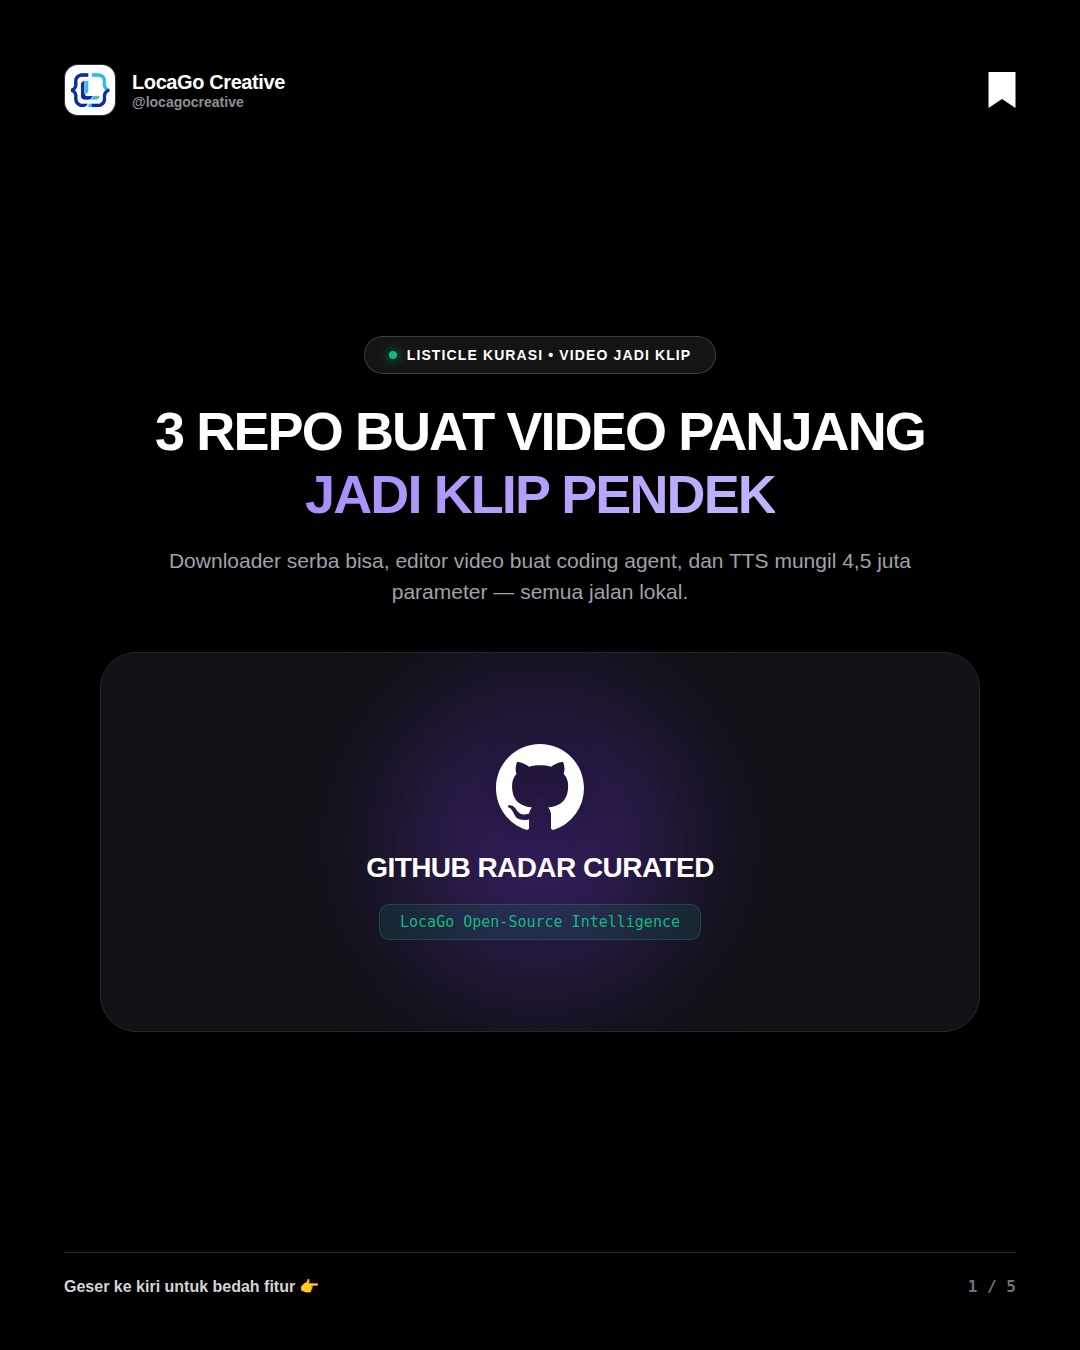 LocaGo Creative
@locagocreative
LISTICLE KURASI • VIDEO JADI KLIP
3 REPO BUAT VIDEO PANJANG
JADI KLIP PENDEK
Downloader serba bisa, editor video buat coding agent, dan TTS mungil 4,5 juta
parameter — semua jalan lokal.
GITHUB RADAR CURATED
LocaGo Open-Source Intelligence
Geser ke kiri untuk bedah fitur 👉
1 / 5